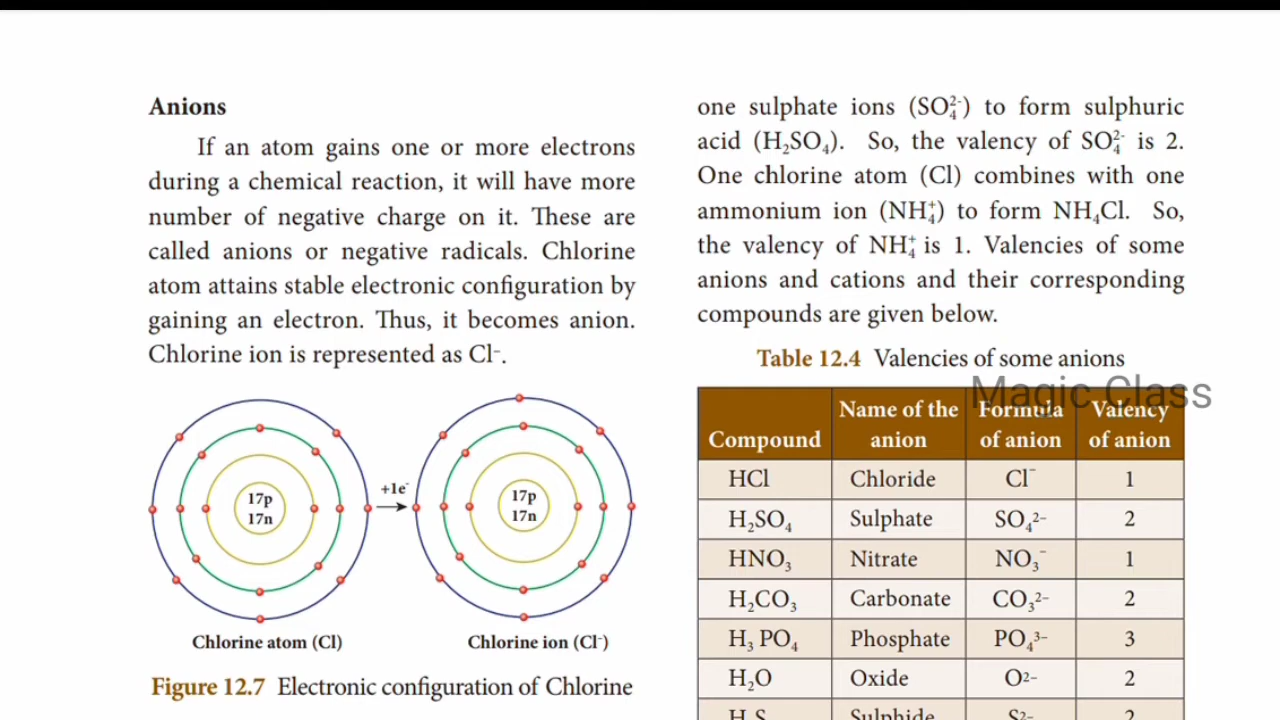 Anions
If an atom gains one or more electrons
during a chemical reaction, it will have more
number of negative charge on it. These are
called anions or negative radicals. Chlorine
atom attains stable electronic configuration by
gaining an electron. Thus, it becomes anion.
Chlorine ion is represented as Cl⁻.
17p
17n
+1e⁻
17p
17n
Chlorine atom (Cl)
Chlorine ion (Cl⁻)
Figure 12.7 Electronic configuration of Chlorine
one sulphate ions (SO₄²⁻) to form sulphuric
acid (H₂SO₄). So, the valency of SO₄²⁻ is 2.
One chlorine atom (Cl) combines with one
ammonium ion (NH₄⁺) to form NH₄Cl. So,
the valency of NH₄⁺ is 1. Valencies of some
anions and cations and their corresponding
compounds are given below.
Table 12.4 Valencies of some anions
Magic Class
Compound Name of the anion Formula of anion Valency of anion
HCl Chloride Cl⁻ 1
H₂SO₄ Sulphate SO₄²⁻ 2
HNO₃ Nitrate NO₃⁻ 1
H₂CO₃ Carbonate CO₃²⁻ 2
H₃ PO₄ Phosphate PO₄³⁻ 3
H₂O Oxide O²⁻ 2
H₂S Sulphide S²⁻ 2